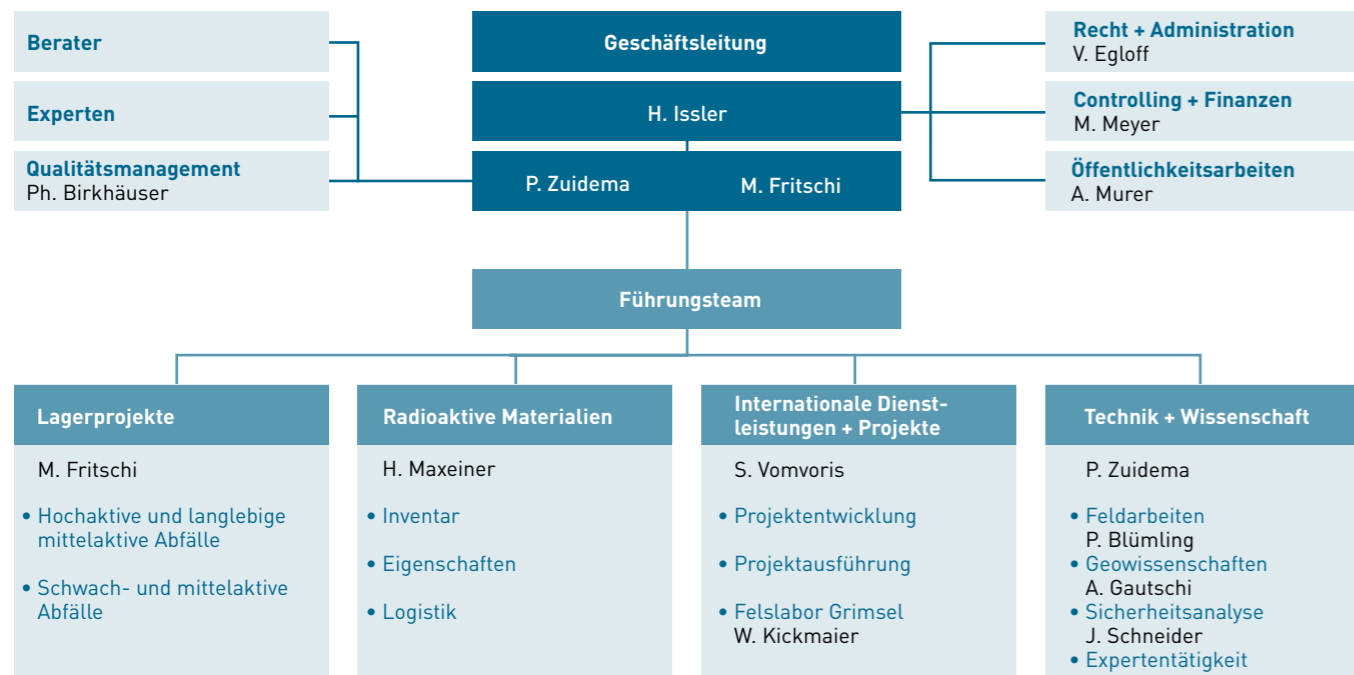 Berater
Experten
Qualitätsmanagement
Ph. Birkhäuser
Geschäftsleitung
H. Issler
P. Zuidema
M. Fritschi
Recht + Administration
V. Egloff
Controlling + Finanzen
M. Meyer
Öffentlichkeitsarbeiten
A. Murer
Führungsteam
Lagerprojekte
M. Fritschi
• Hochaktive und langlebige
mittelaktive Abfälle
• Schwach- und mittelaktive
Abfälle
Radioaktive Materialien
H. Maxeiner
• Inventar
• Eigenschaften
• Logistik
Internationale Dienst-
leistungen + Projekte
S. Vomvoris
• Projektentwicklung
• Projektausführung
• Felslabor Grimsel
W. Kickmaier
Technik + Wissenschaft
P. Zuidema
• Feldarbeiten
P. Blümling
• Geowissenschaften
A. Gautschi
• Sicherheitsanalyse
J. Schneider
• Expertentätigkeit